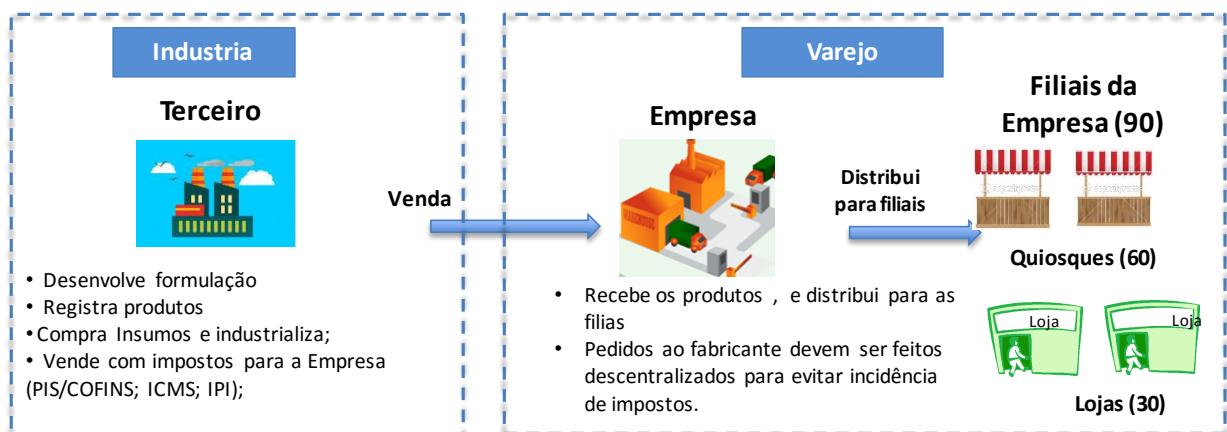 Industria
Terceiro
Venda
• Desenvolve formulação
• Registra produtos
•Compra Insumos e industrializa;
• Vende com impostos para a Empresa
(PIS/COFINS; ICMS; IPI);
Varejo
Empresa
Distribui
para filiais
• Recebe os produtos , e distribui para as
filias
• Pedidos ao fabricante devem ser feitos
descentralizados para evitar incidência
de impostos.
Filiais da
Empresa (90)
Quiosques (60)
Loja
Loja
Lojas (30)